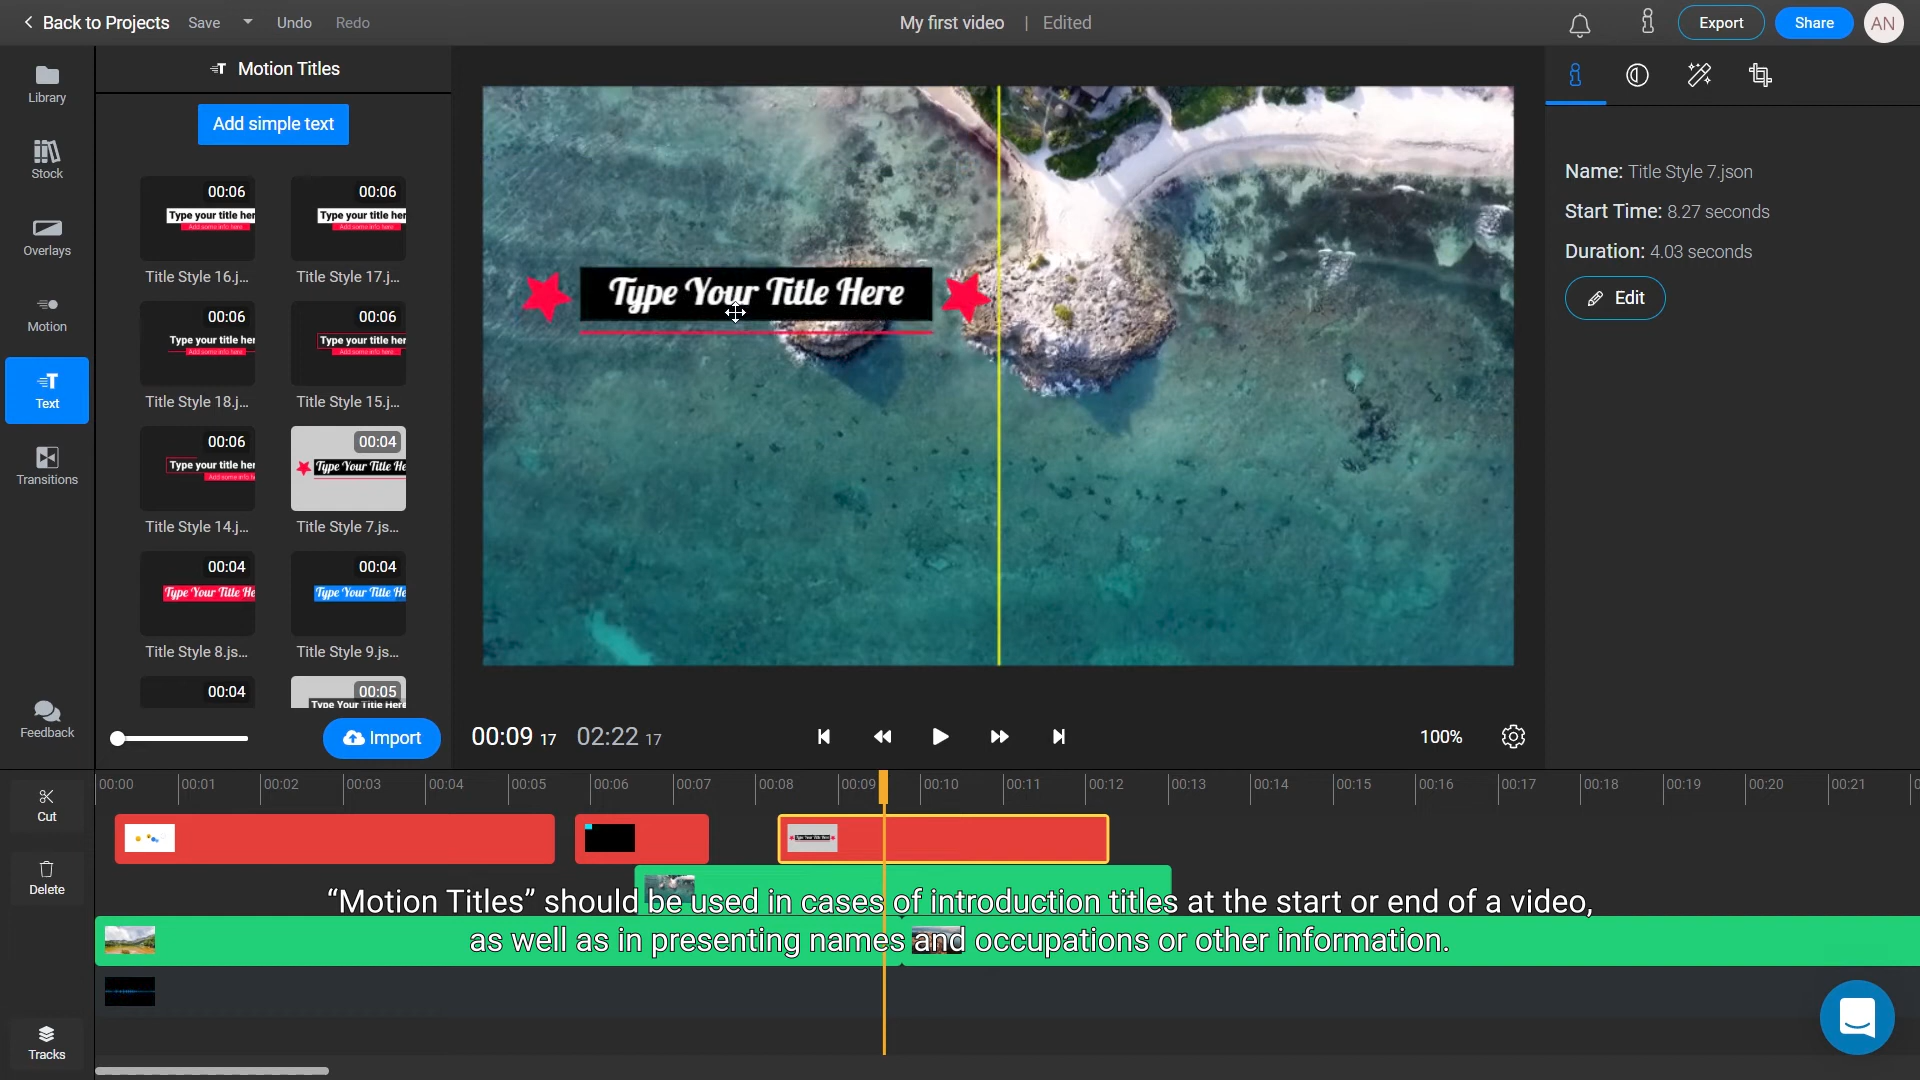 Back to Projects
Save
Undo
Redo
My first video | Edited
Export
Share
AN
Library
Stock
Overlays
Motion
Text
Transitions
Feedback
Motion Titles
Add simple text
00:06
Type your title her
Add some info here
Title Style 16.j...
00:06
Type your title her
Add some info here
Title Style 17.j...
00:06
Type your title her
Add some info here
Title Style 18.j...
00:06
Type your title her
Add some info here
Title Style 15.j...
00:06
Type your title her
Add some info h
Title Style 14.j...
00:04
Type Your Title He
Title Style 7.js...
00:04
Type Your Title He
Title Style 8.js...
00:04
Type Your Title He
Title Style 9.js...
00:04
00:05
Type Your Title Here
Import
Type Your Title Here
Name: Title Style 7.json
Start Time: 8.27 seconds
Duration: 4.03 seconds
Edit
00:09 17 02:22 17
100%
00:00 00:01 00:02 00:03 00:04 00:05 00:06 00:07 00:08 00:09 00:10 00:11 00:12 00:13 00:14 00:15 00:16 00:17 00:18 00:19 00:20 00:21
Cut
Delete
Tracks
“Motion Titles” should be used in cases of introduction titles at the start or end of a video,
as well as in presenting names and occupations or other information.